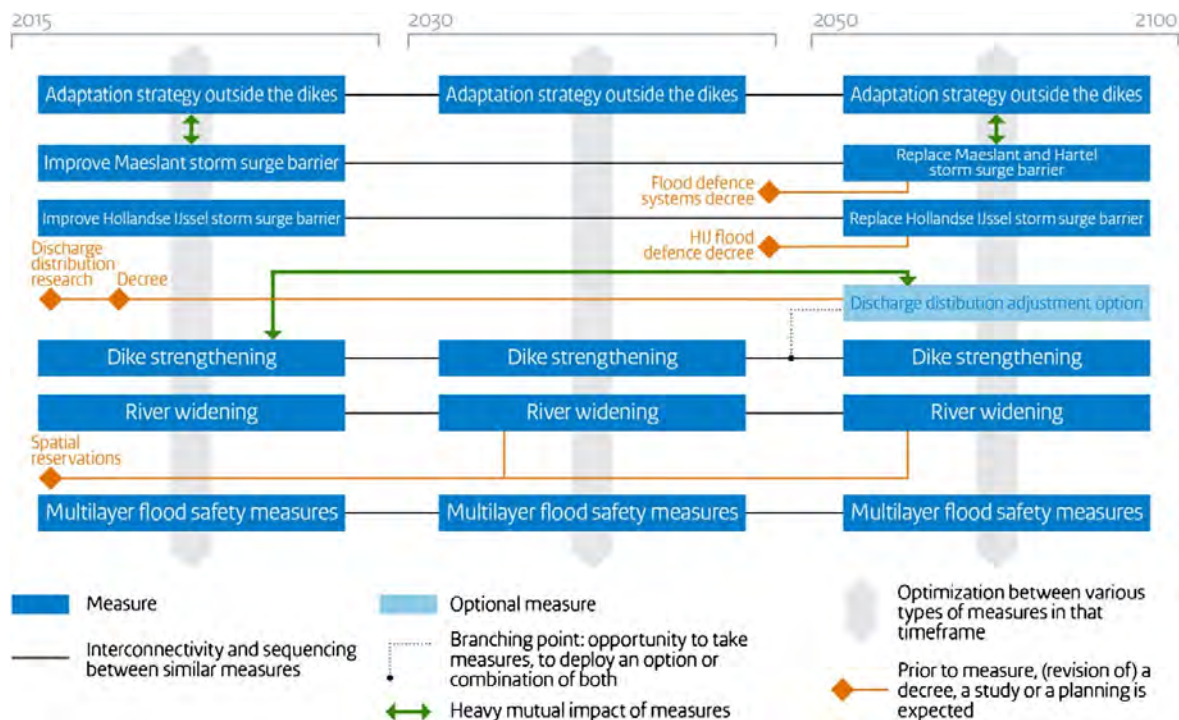 2015
2030
2050
2100
Adaptation strategy outside the dikes
Adaptation strategy outside the dikes
Adaptation strategy outside the dikes
Improve Maeslant storm surge barrier
Replace Maeslant and Hartel
storm surge barrier
Flood defence
systems decree
Improve Hollandse IJssel storm surge barrier
Replace Hollandse IJssel storm surge barrier
HIJ flood
defence decree
Discharge
distribution
research
Decree
Discharge distibution adjustment option
Dike strengthening
Dike strengthening
Dike strengthening
River widening
River widening
River widening
Spatial
reservations
Multilayer flood safety measures
Multilayer flood safety measures
Multilayer flood safety measures
Measure
Interconnectivity and sequencing
between similar measures
Optional measure
Branching point: opportunity to take
measures, to deploy an option or
combination of both
Heavy mutual impact of measures
Optimization between various
types of measures in that
timeframe
Prior to measure, (revision of) a
decree, a study or a planning is
expected